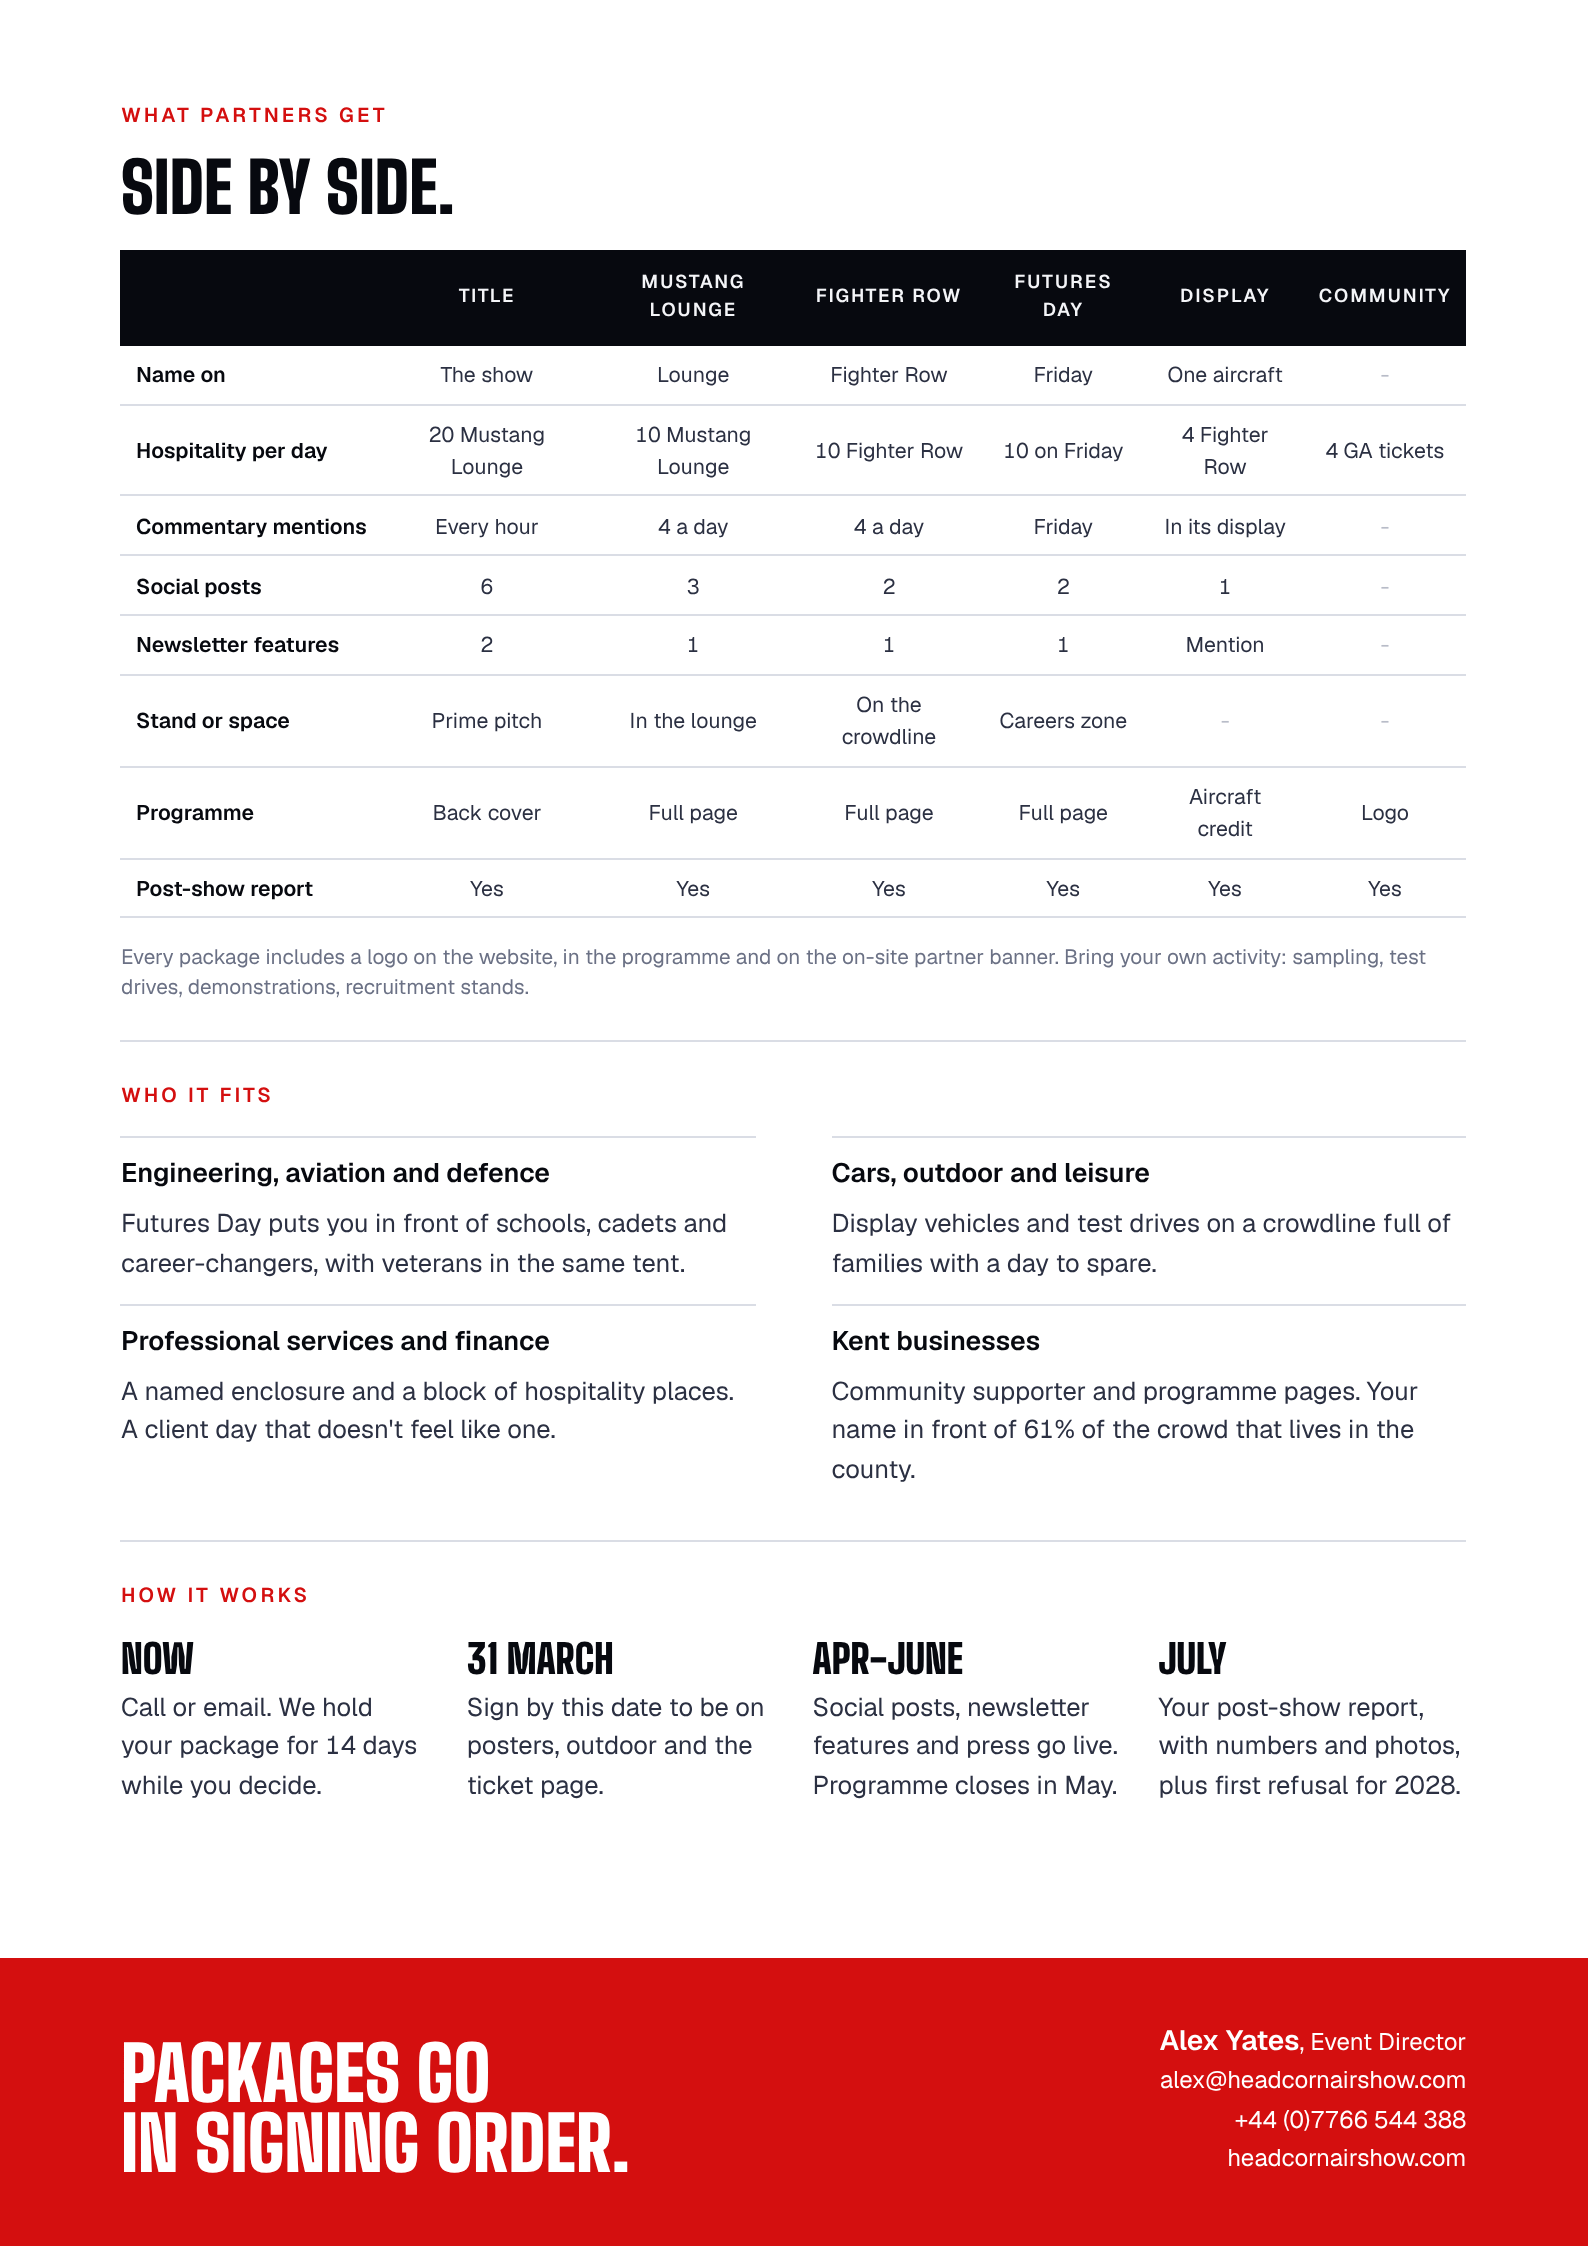 WHAT PARTNERS GET
SIDE BY SIDE.
TITLE MUSTANG LOUNGE FIGHTER ROW FUTURES DAY DISPLAY COMMUNITY
Name on The show Lounge Fighter Row Friday One aircraft -
Hospitality per day 20 Mustang Lounge 10 Mustang Lounge 10 Fighter Row 10 on Friday 4 Fighter Row 4 GA tickets
Commentary mentions Every hour 4 a day 4 a day Friday In its display -
Social posts 6 3 2 2 1 -
Newsletter features 2 1 1 1 Mention -
Stand or space Prime pitch In the lounge On the crowdline Careers zone - -
Programme Back cover Full page Full page Full page Aircraft credit Logo
Post-show report Yes Yes Yes Yes Yes Yes
Every package includes a logo on the website, in the programme and on the on-site partner banner. Bring your own activity: sampling, test
drives, demonstrations, recruitment stands.
WHO IT FITS
Engineering, aviation and defence
Futures Day puts you in front of schools, cadets and
career-changers, with veterans in the same tent.
Cars, outdoor and leisure
Display vehicles and test drives on a crowdline full of
families with a day to spare.
Professional services and finance
A named enclosure and a block of hospitality places.
A client day that doesn't feel like one.
Kent businesses
Community supporter and programme pages. Your
name in front of 61% of the crowd that lives in the
county.
HOW IT WORKS
NOW
Call or email. We hold
your package for 14 days
while you decide.
31 MARCH
Sign by this date to be on
posters, outdoor and the
ticket page.
APR–JUNE
Social posts, newsletter
features and press go live.
Programme closes in May.
JULY
Your post-show report,
with numbers and photos,
plus first refusal for 2028.
PACKAGES GO
IN SIGNING ORDER.
Alex Yates, Event Director
alex@headcornairshow.com
+44 (0)7766 544 388
headcornairshow.com